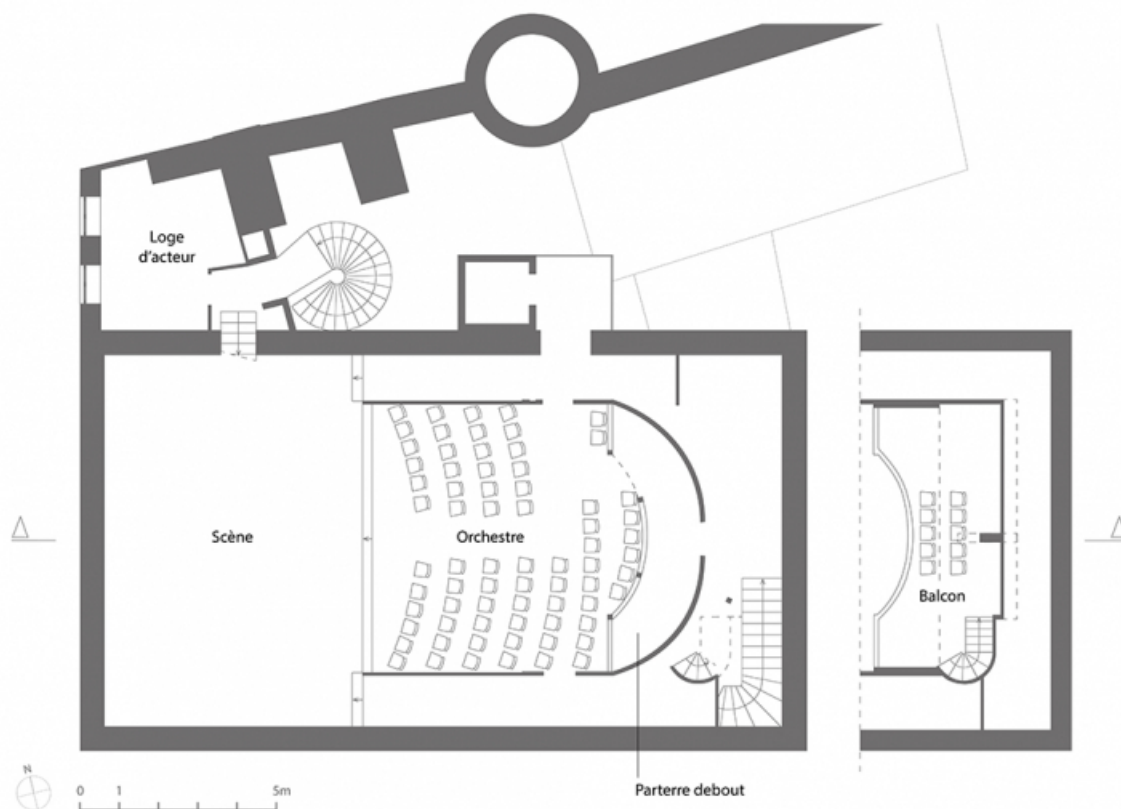 Loge
d'acteur
Scène
Orchestre
Balcon
N
0 1 5m
Parterre debout